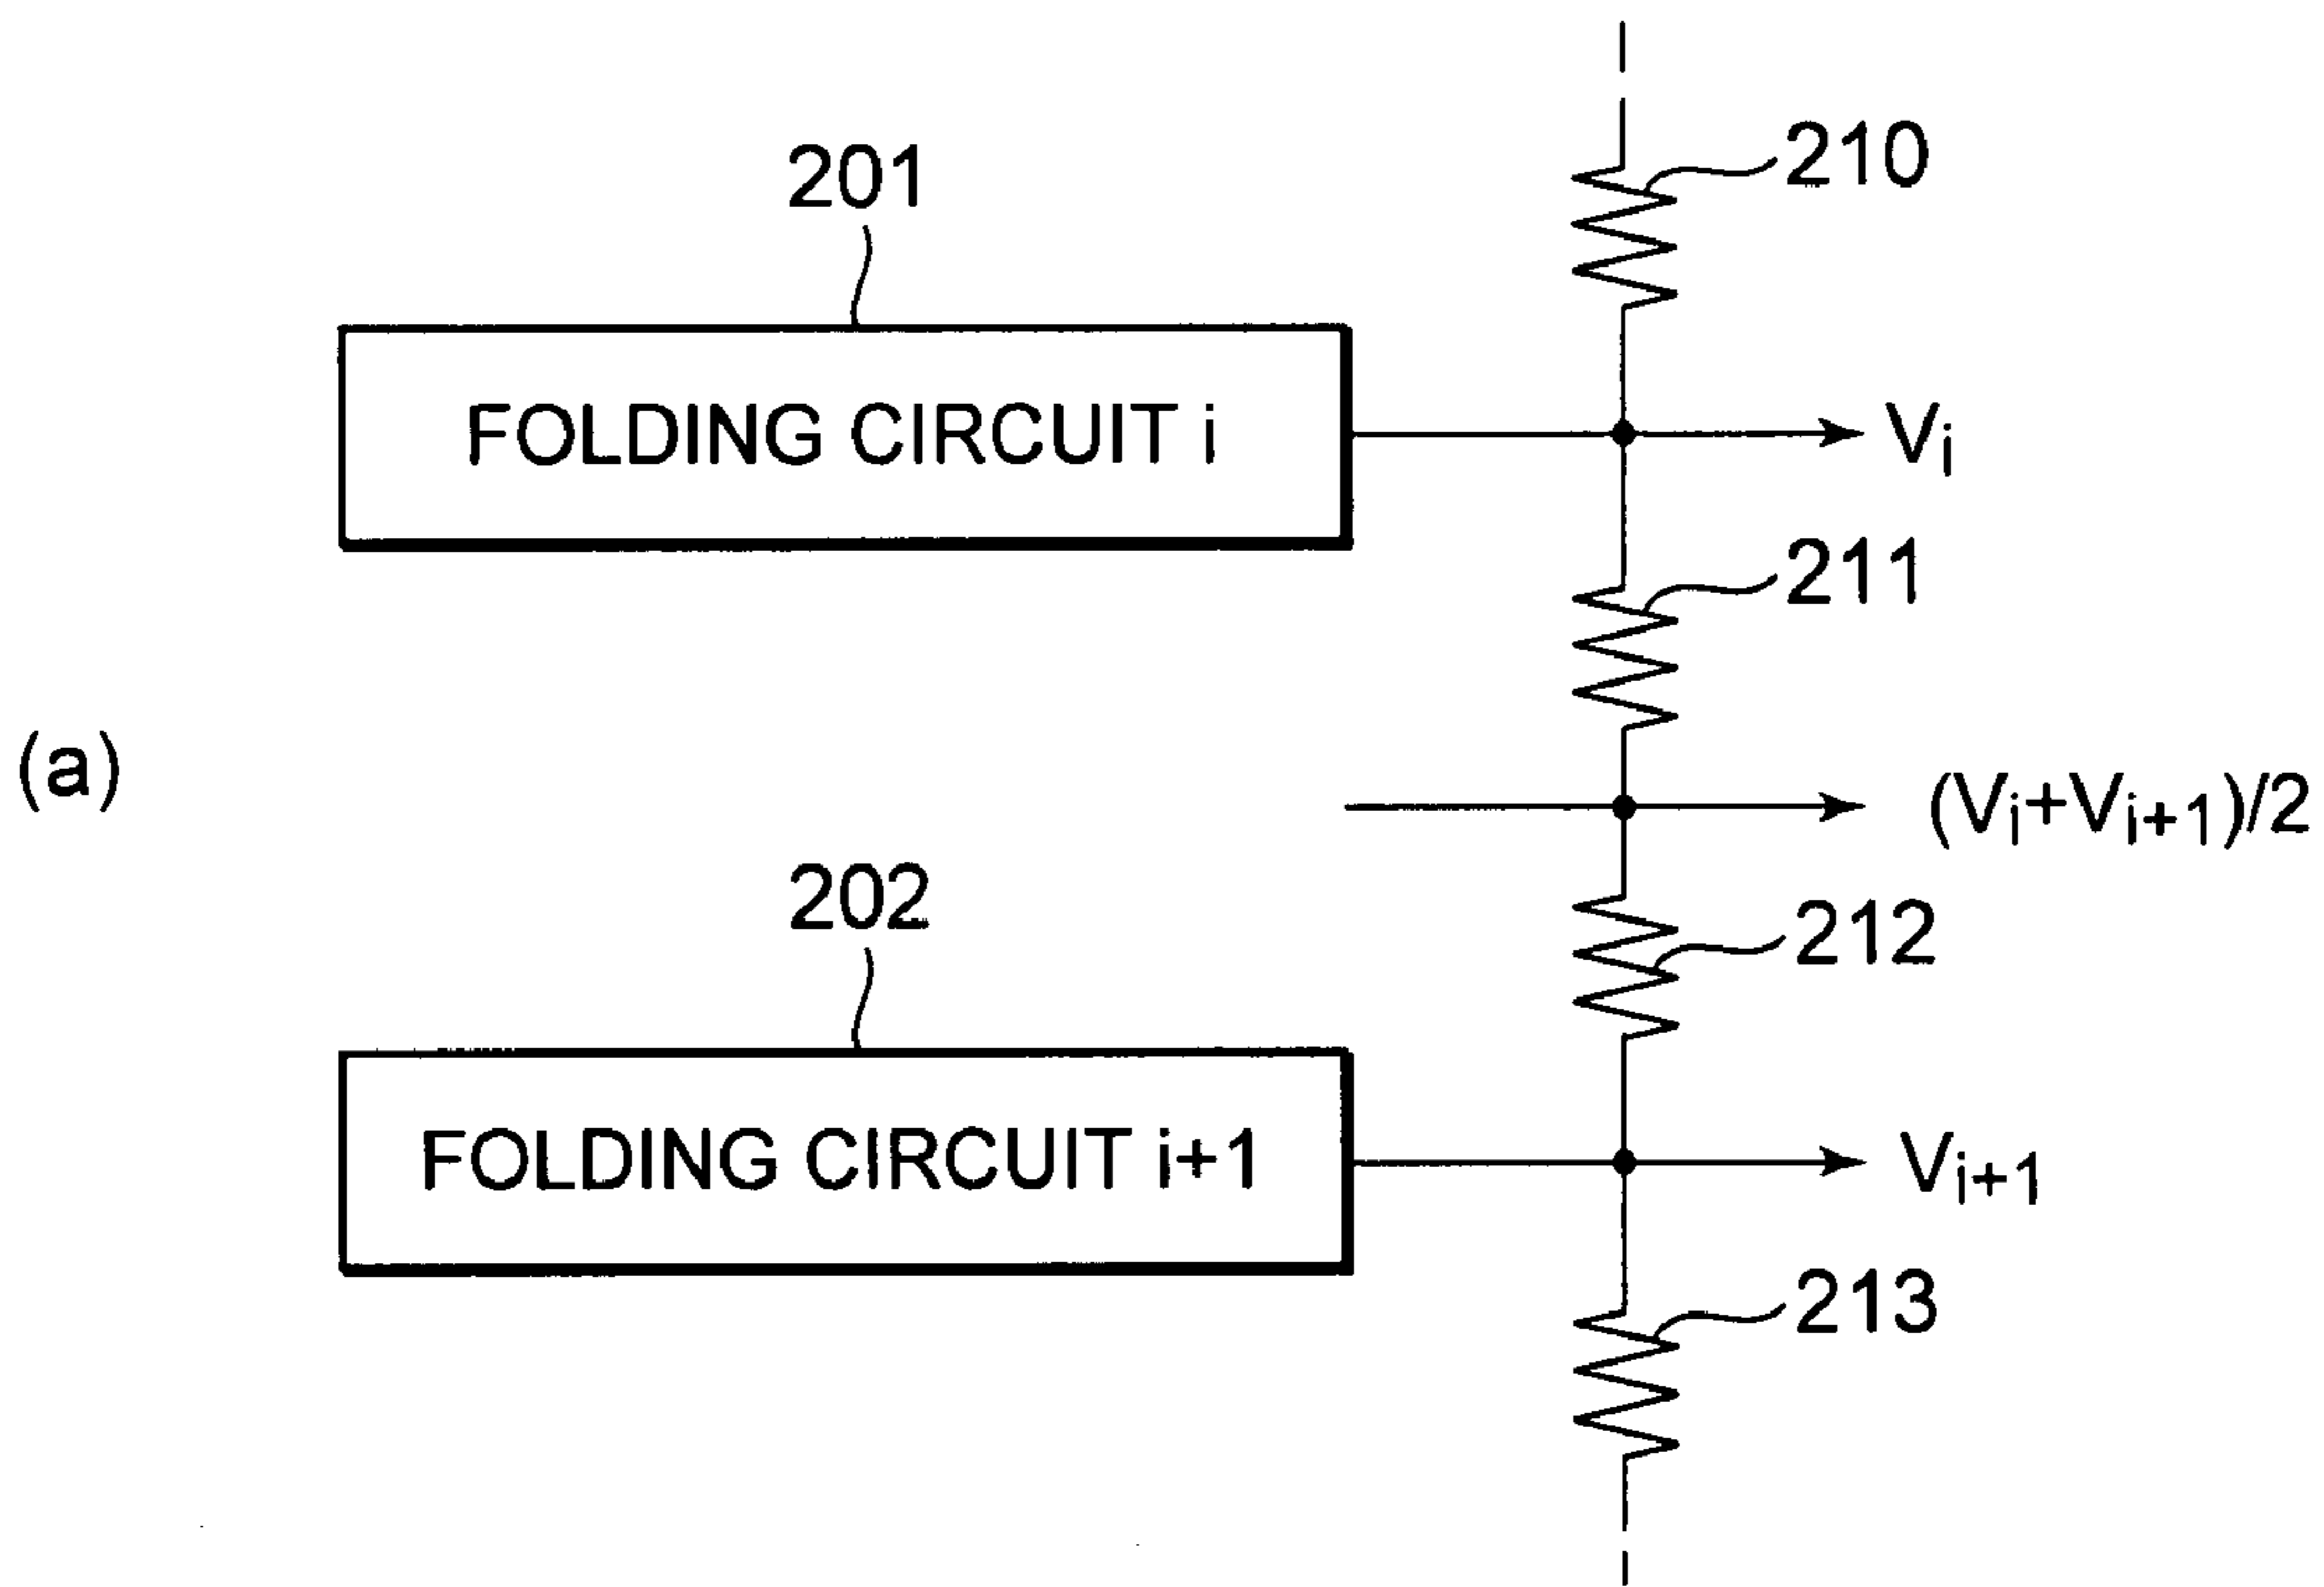 210
201
FOLDING CIRCUIT i
Vi
211
(a)
(Vi+Vi+1)/2
202
212
FOLDING CIRCUIT i+1
Vi+1
213